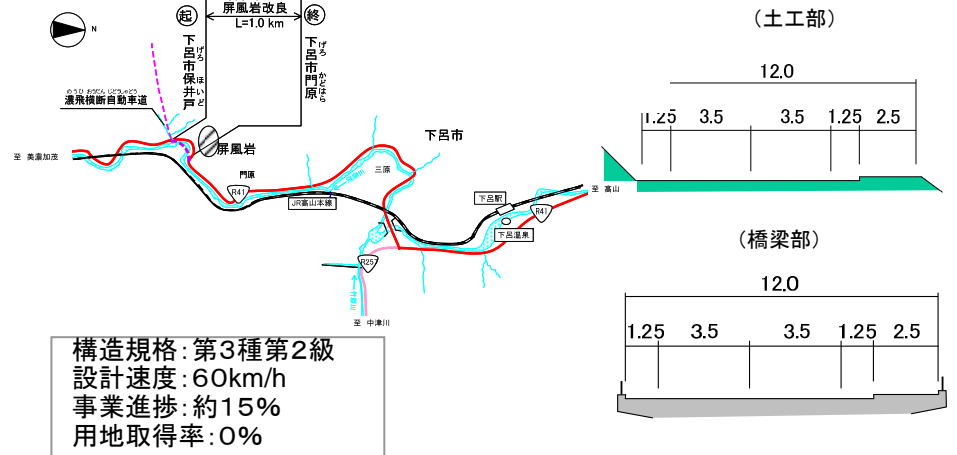 屏風岩改良
L=1.0 km
起
終
N
下呂市保井戸
げろ ほいど
下呂市門原
げろ かどはら
のうひ おうだん じどうしゃどう
濃飛横断自動車道
至 美濃加茂
屏風岩
門原
R41
JR高山本線
下呂市
三原
下呂駅
R41
下呂温泉
至 高山
R257
至 中津川
構造規格：第3種第2級
設計速度：60km/h
事業進捗：約15%
用地取得率：0%
（土工部）
12.0
1.25 3.5 3.5 1.25 2.5
（橋梁部）
12.0
1.25 3.5 3.5 1.25 2.5